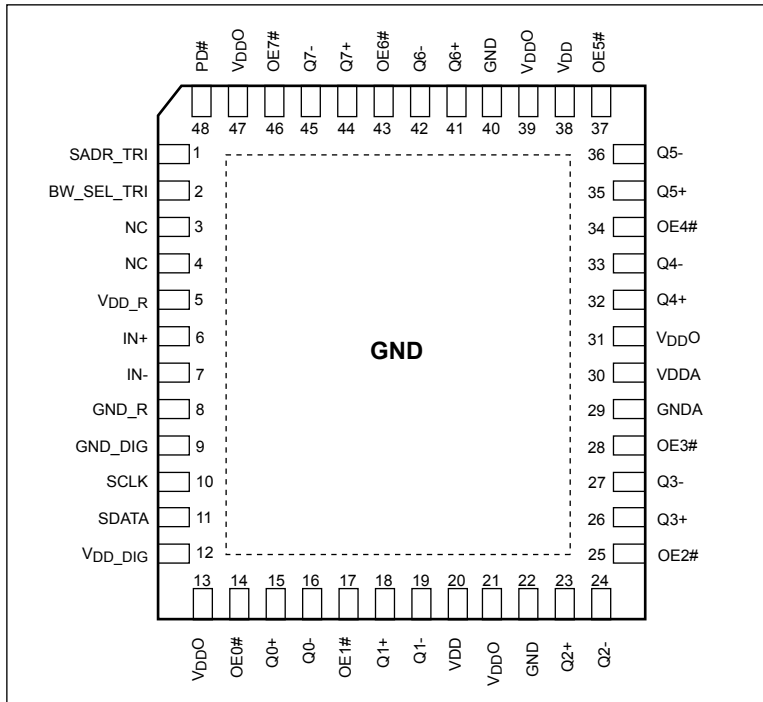 PD#
VDDO
OE7#
Q7-
Q7+
OE6#
Q6-
Q6+
GND
VDDO
VDD
OE5#
48 47 46 45 44 43 42 41 40 39 38 37
SADR_TRI 1
BW_SEL_TRI 2
NC 3
NC 4
VDD_R 5
IN+ 6
IN- 7
GND_R 8
GND_DIG 9
SCLK 10
SDATA 11
VDD_DIG 12
GND
36 Q5-
35 Q5+
34 OE4#
33 Q4-
32 Q4+
31 VDDO
30 VDDA
29 GNDA
28 OE3#
27 Q3-
26 Q3+
25 OE2#
13 14 15 16 17 18 19 20 21 22 23 24
VDDO
OE0#
Q0+
Q0-
OE1#
Q1+
Q1-
VDD
VDDO
GND
Q2+
Q2-